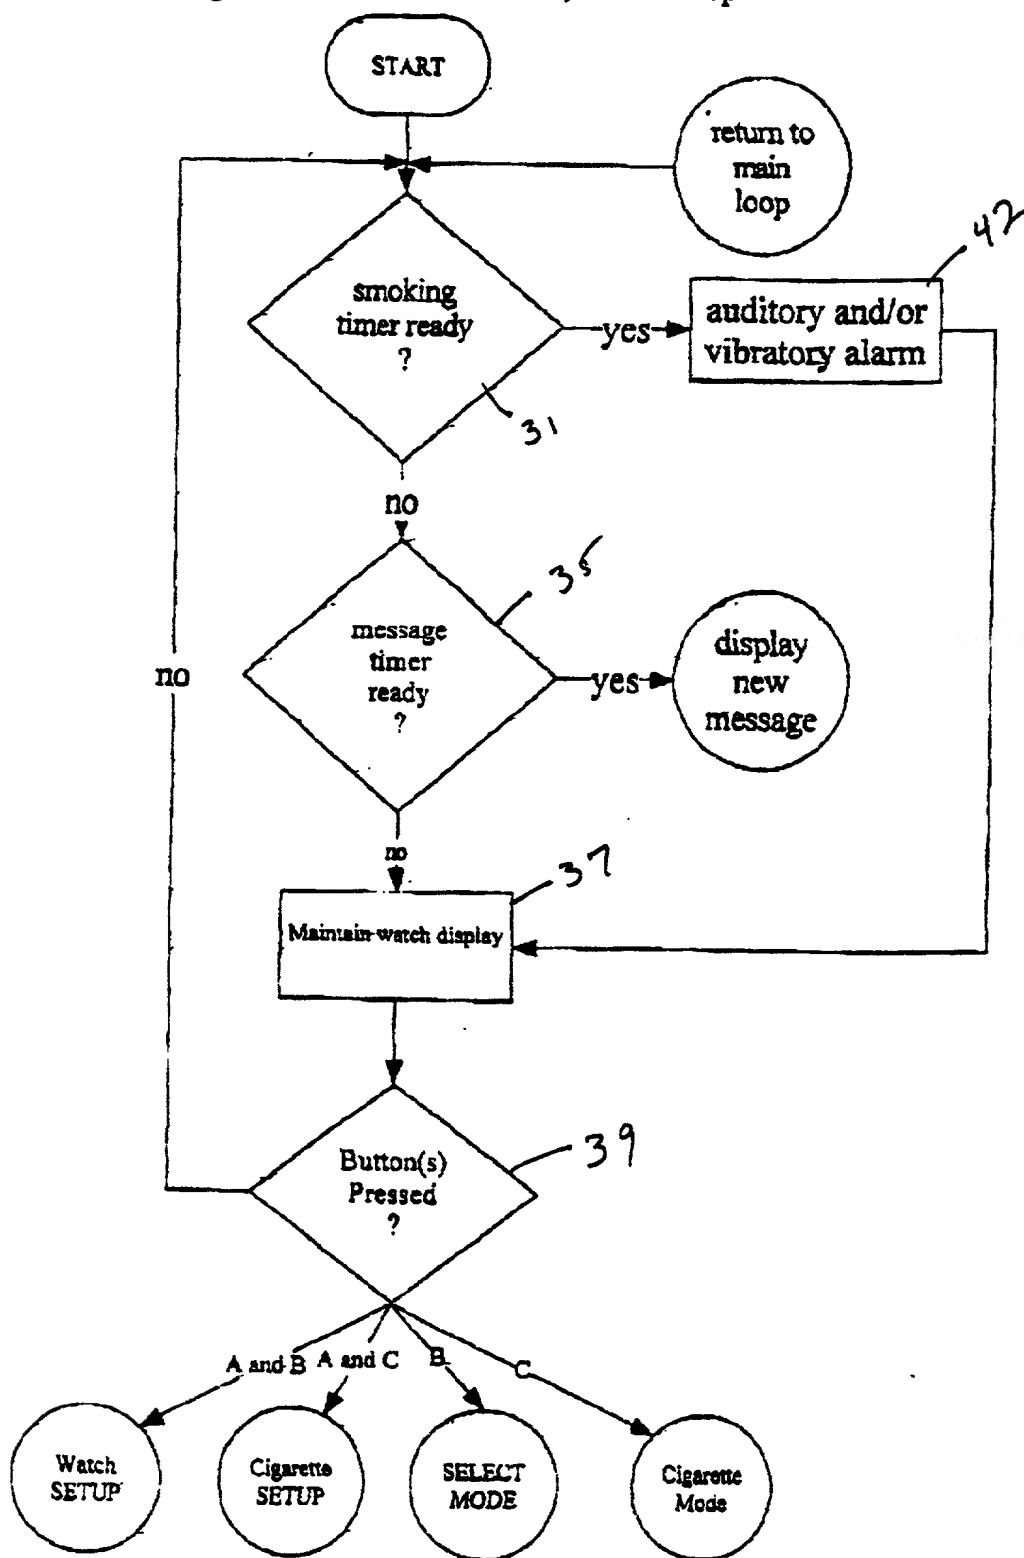 START
return to
main
loop
42
smoking
timer ready
?
yes
auditory and/or
vibratory alarm
31
no
35
message
timer
ready
?
yes
display
new
message
no
no
37
Maintain watch display
39
Button(s)
Pressed
?
A and B
A and C
B
C
Watch
SETUP
Cigarette
SETUP
SELECT
MODE
Cigarette
Mode